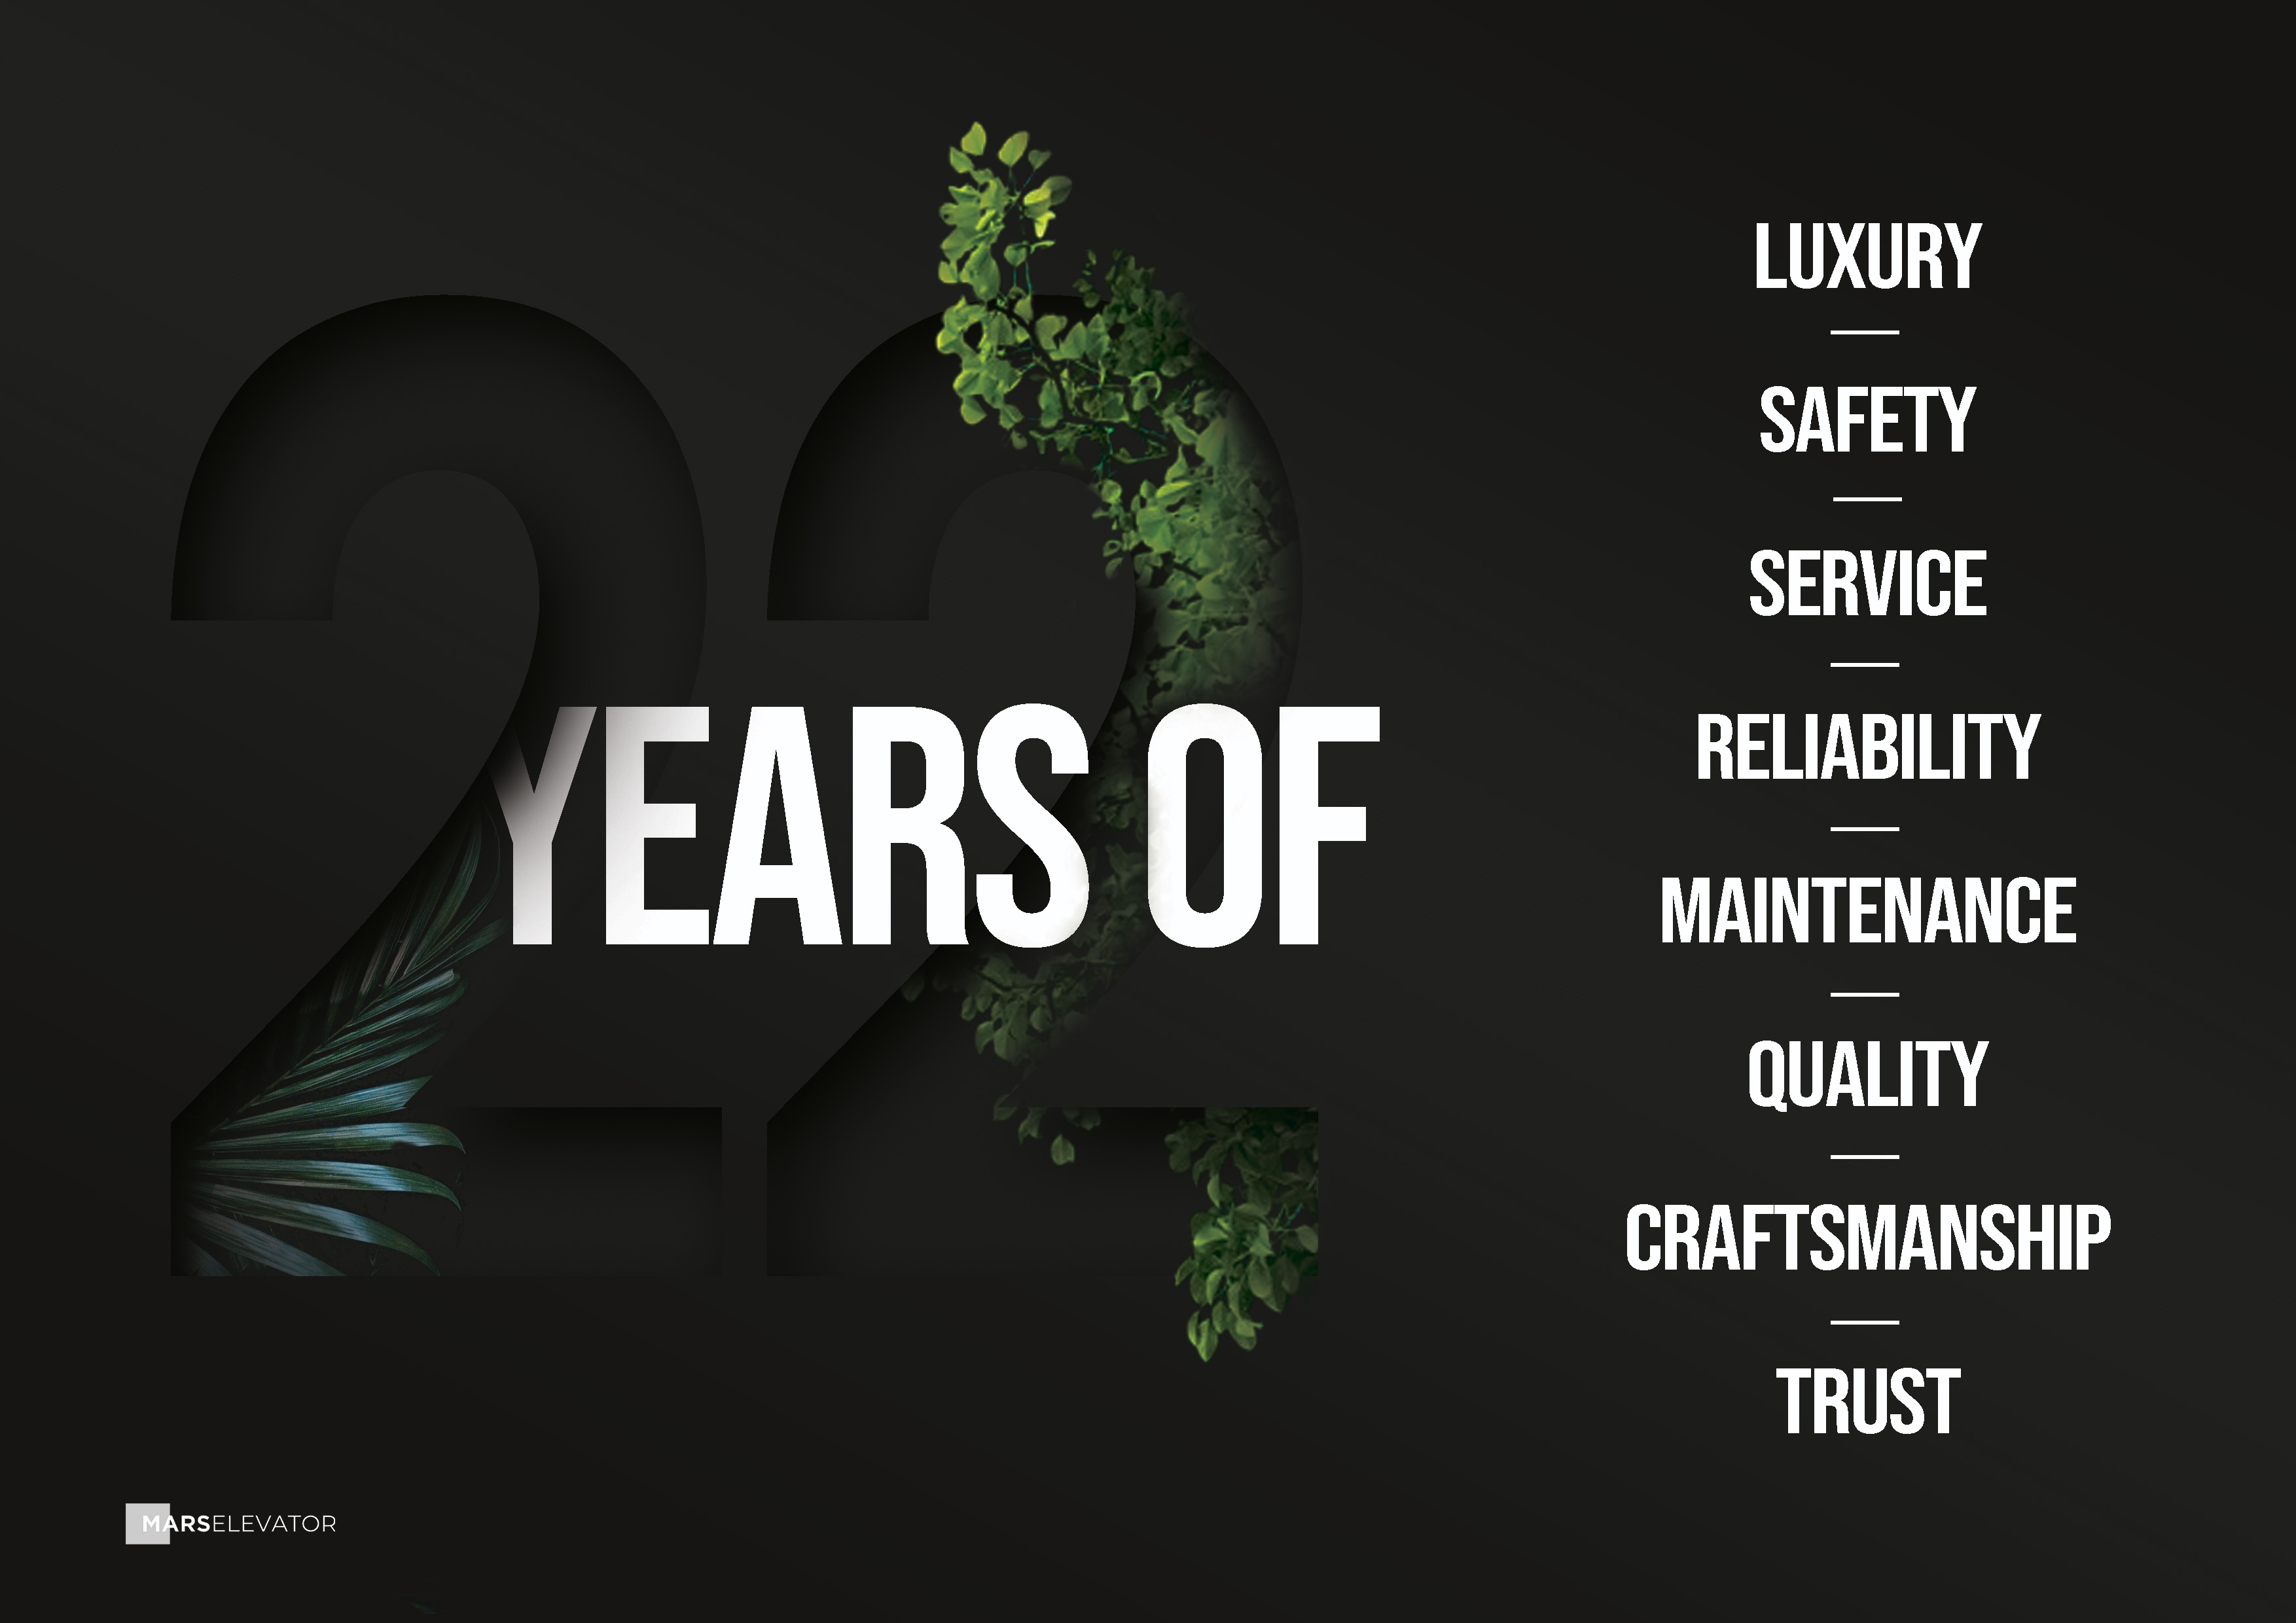 22
YEARS OF
LUXURY
SAFETY
SERVICE
RELIABILITY
MAINTENANCE
QUALITY
CRAFTSMANSHIP
TRUST
MARSELEVATOR